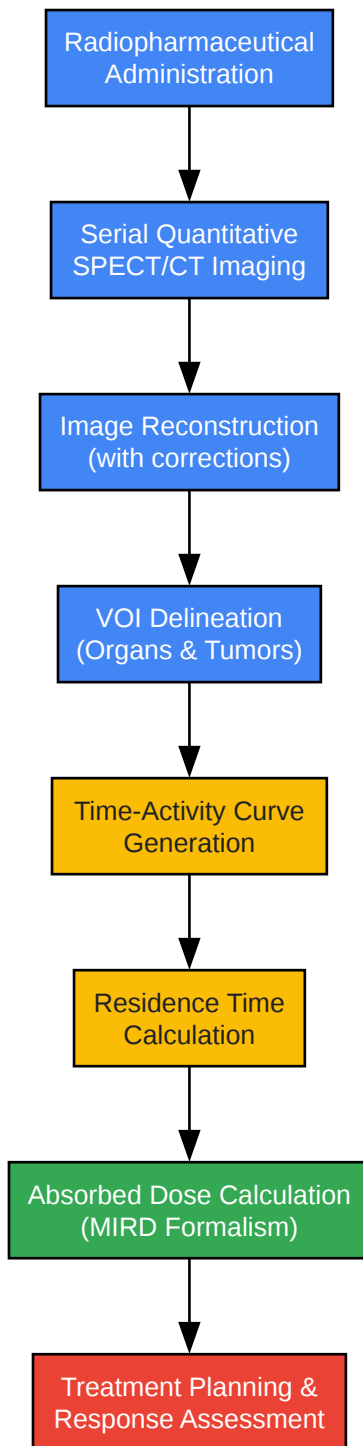 Radiopharmaceutical
Administration
Serial Quantitative
SPECT/CT Imaging
Image Reconstruction
(with corrections)
VOI Delineation
(Organs & Tumors)
Time-Activity Curve
Generation
Residence Time
Calculation
Absorbed Dose Calculation
(MIRD Formalism)
Treatment Planning &
Response Assessment